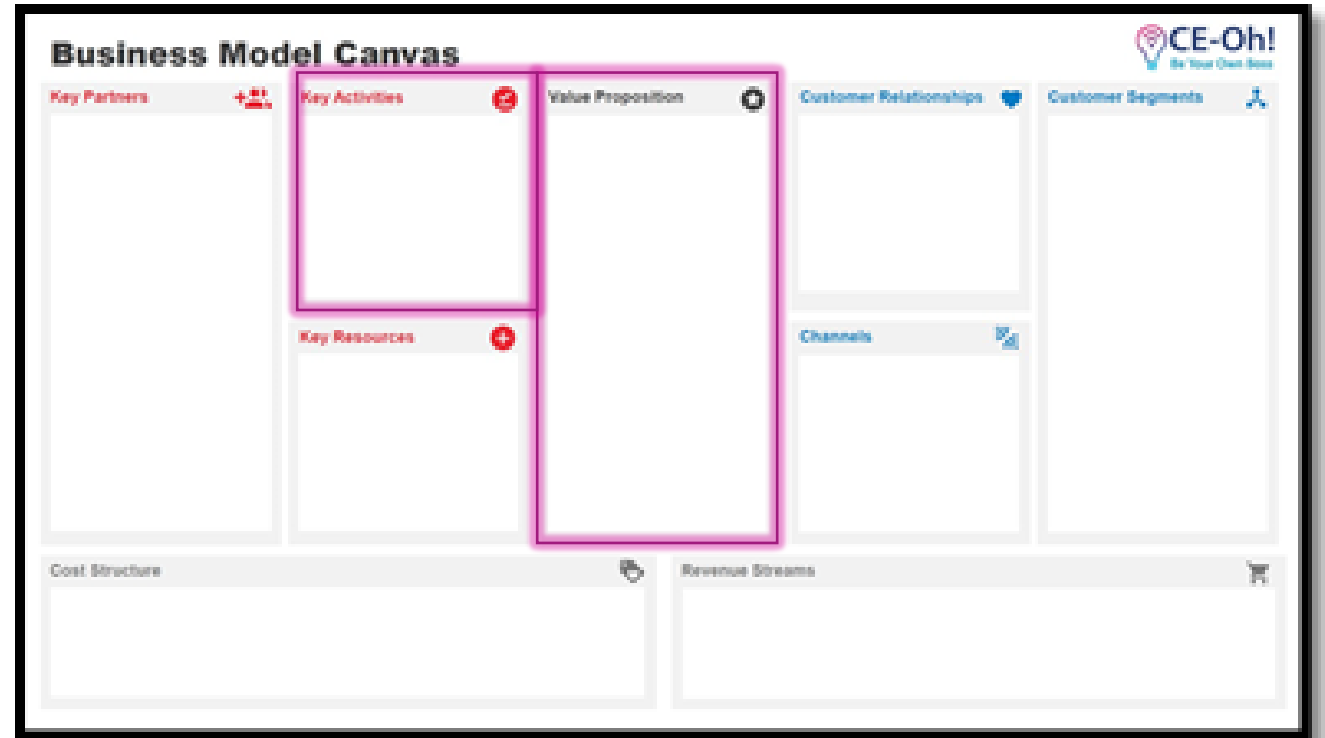 Business Model Canvas
CE-Oh!
Be Your Own Boss
Key Partners
Key Activities
Value Proposition
Customer Relationships
Customer Segments
Key Resources
Channels
Cost Structure
Revenue Streams